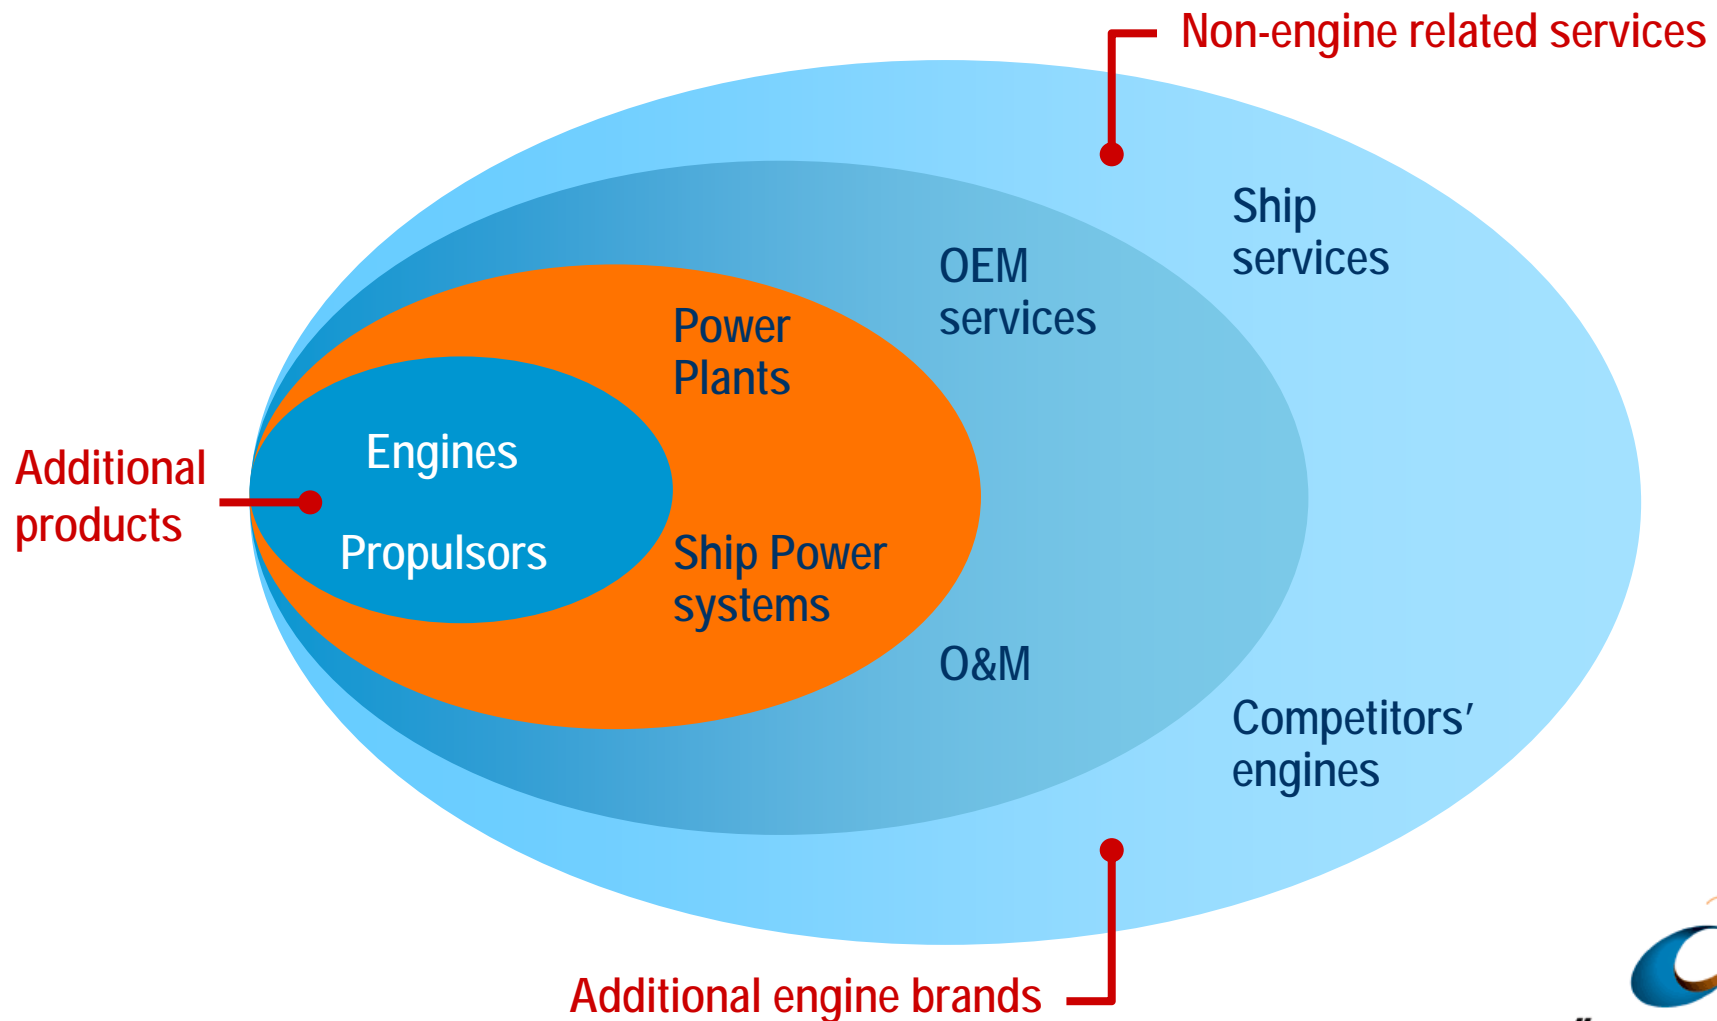 Non-engine related services
Ship
services
OEM
services
Power
Plants
Engines
Additional
products
Propulsors
Ship Power
systems
O&M
Competitors'
engines
Additional engine brands